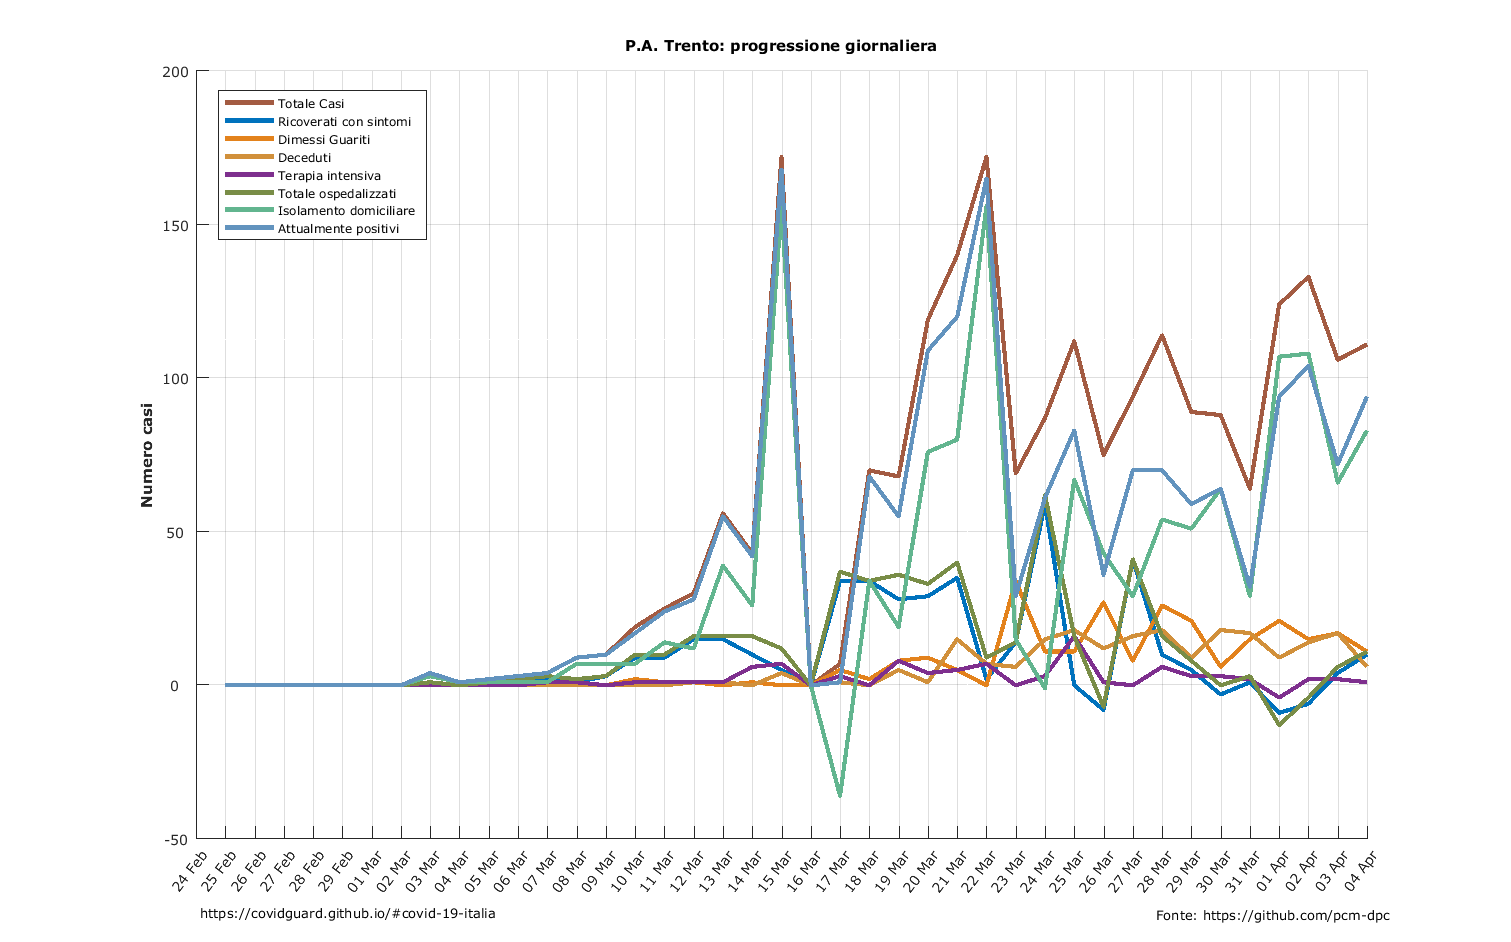 P.A. Trento: progressione giornaliera
200
150
100
50
0
-50
Numero casi
Totale Casi
Ricoverati con sintomi
Dimessi Guariti
Deceduti
Terapia intensiva
Totale ospedalizzati
Isolamento domiciliare
Attualmente positivi
24 Feb
25 Feb
26 Feb
27 Feb
28 Feb
29 Feb
01 Mar
02 Mar
03 Mar
04 Mar
05 Mar
06 Mar
07 Mar
08 Mar
09 Mar
10 Mar
11 Mar
12 Mar
13 Mar
14 Mar
15 Mar
16 Mar
17 Mar
18 Mar
19 Mar
20 Mar
21 Mar
22 Mar
23 Mar
24 Mar
25 Mar
26 Mar
27 Mar
28 Mar
29 Mar
30 Mar
31 Mar
01 Apr
02 Apr
03 Apr
04 Apr
https://covidguard.github.io/#covid-19-italia
Fonte: https://github.com/pcm-dpc